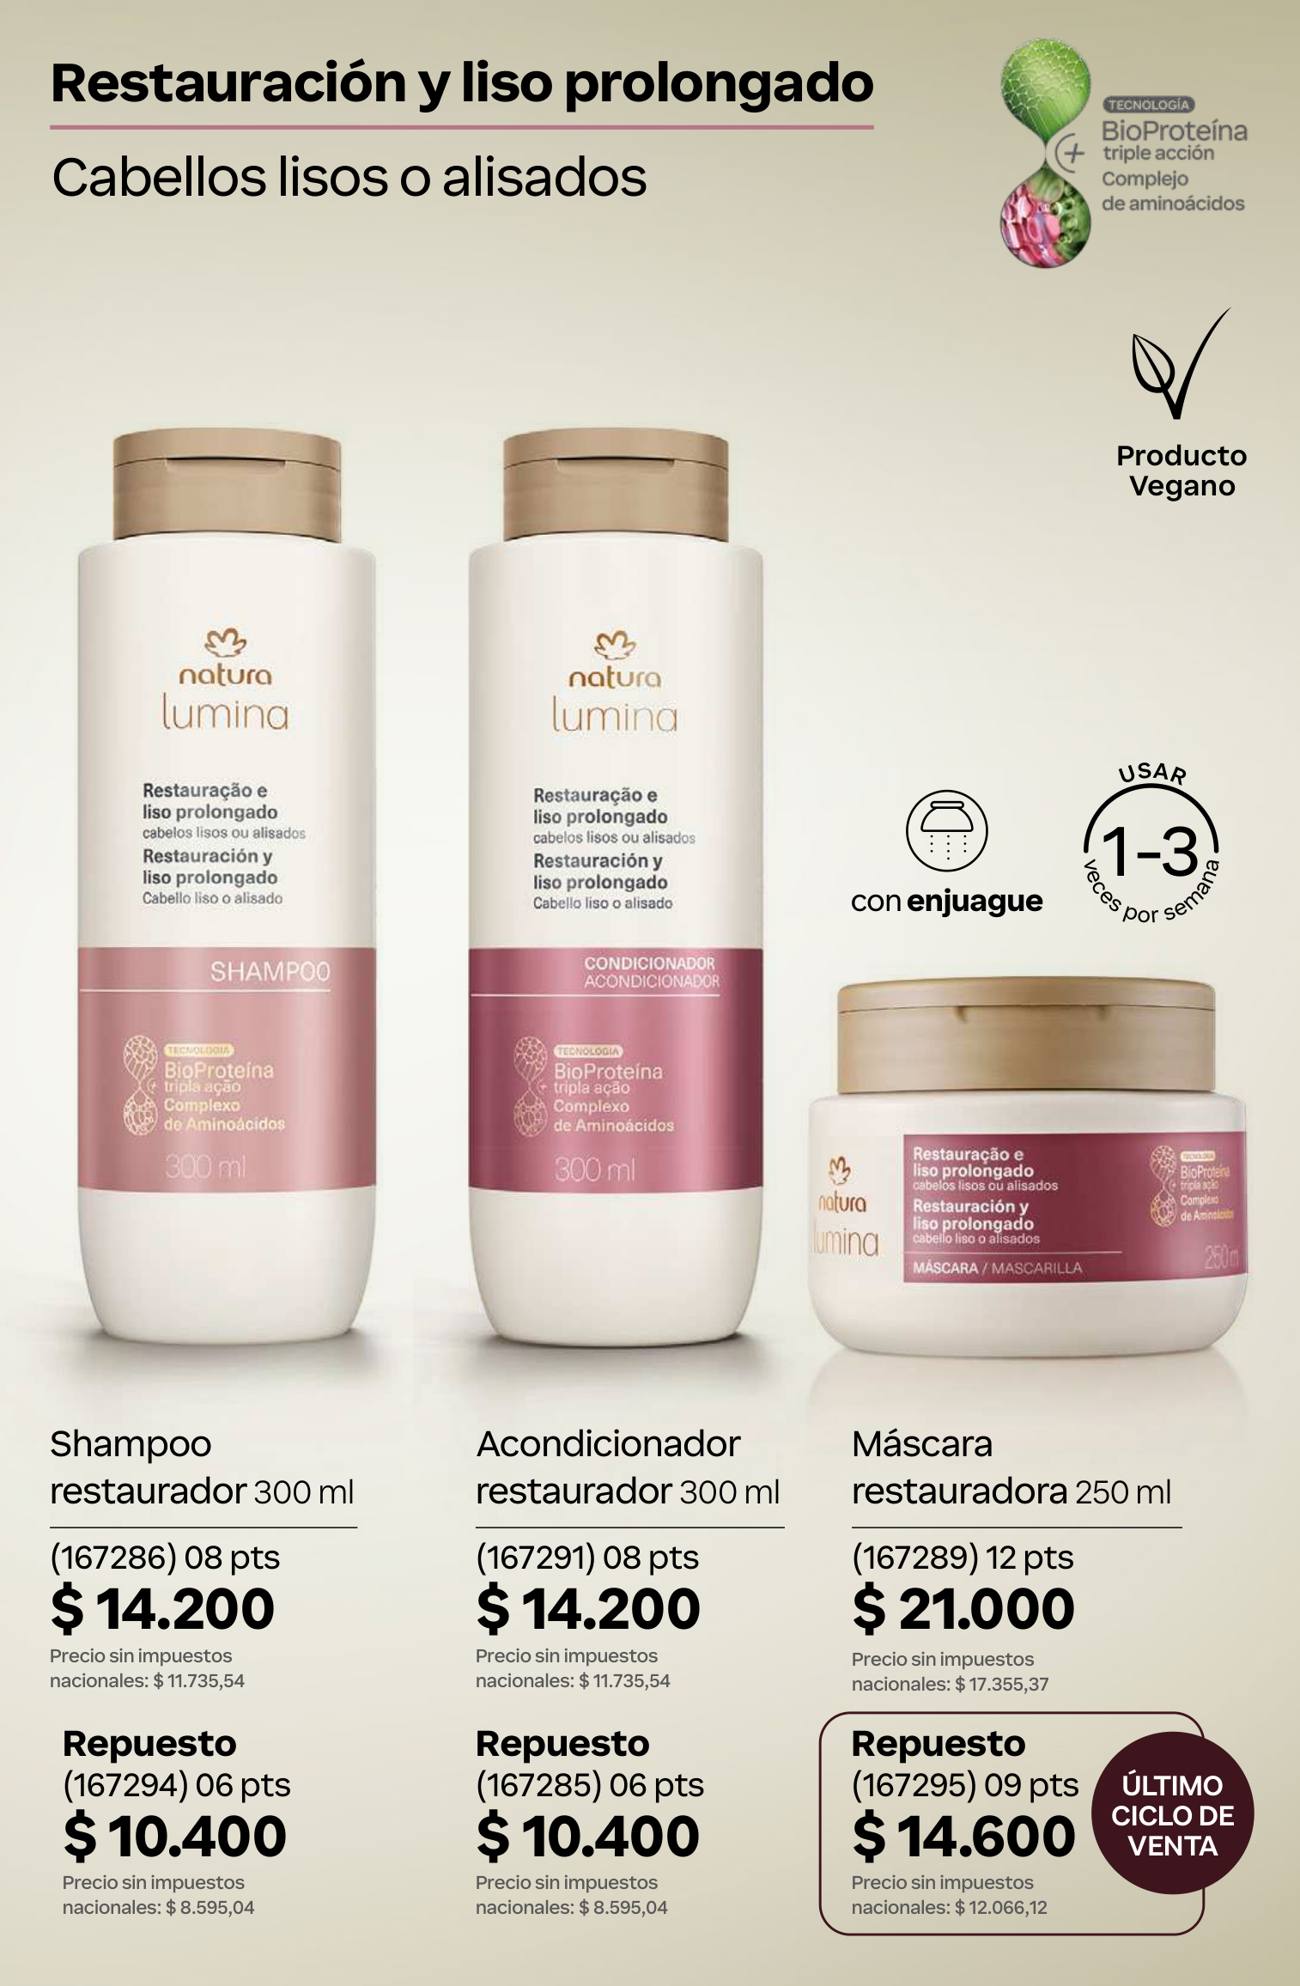 Restauración y liso prolongado
Cabellos lisos o alisados
TECNOLOGÍA
BioProteína
triple acción
+
Complejo
de aminoácidos
Producto
Vegano
natura
lumina
Restauração e
liso prolongado
cabelos lisos ou alisados
Restauración y
liso prolongado
Cabello liso o alisado
SHAMPOO
TECNOLOGIA
BioProteína
tripla ação
+
Complexo
de Aminoácidos
300 ml
natura
lumina
Restauração e
liso prolongado
cabelos lisos ou alisados
Restauración y
liso prolongado
Cabello liso o alisado
CONDICIONADOR
ACONDICIONADOR
TECNOLOGIA
BioProteína
tripla ação
+
Complexo
de Aminoácidos
300 ml
con enjuague
USAR
1-3
veces por semana
natura
lumina
Restauração e
liso prolongado
cabelos lisos ou alisados
Restauración y
liso prolongado
cabello liso o alisados
MÁSCARA / MASCARILLA
TECNOLOGIA
BioProteína
tripla ação
+
Complexo
de Aminoácidos
250 m
Shampoo
restaurador 300 ml
(167286) 08 pts
$ 14.200
Precio sin impuestos
nacionales: $ 11.735,54
Repuesto
(167294) 06 pts
$ 10.400
Precio sin impuestos
nacionales: $ 8.595,04
Acondicionador
restaurador 300 ml
(167291) 08 pts
$ 14.200
Precio sin impuestos
nacionales: $ 11.735,54
Repuesto
(167285) 06 pts
$ 10.400
Precio sin impuestos
nacionales: $ 8.595,04
Máscara
restauradora 250 ml
(167289) 12 pts
$ 21.000
Precio sin impuestos
nacionales: $ 17.355,37
Repuesto
(167295) 09 pts
$ 14.600
Precio sin impuestos
nacionales: $ 12.066,12
ÚLTIMO
CICLO DE
VENTA